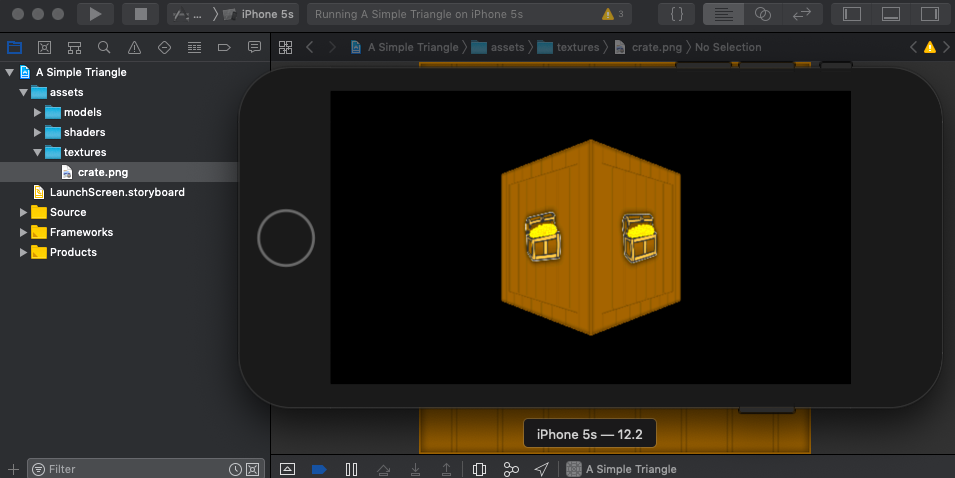 ... iPhone 5s
Running A Simple Triangle on iPhone 5s
3
A Simple Triangle
assets
textures
crate.png
No Selection
A Simple Triangle
assets
models
shaders
textures
crate.png
LaunchScreen.storyboard
Source
Frameworks
Products
iPhone 5s — 12.2
Filter
A Simple Triangle